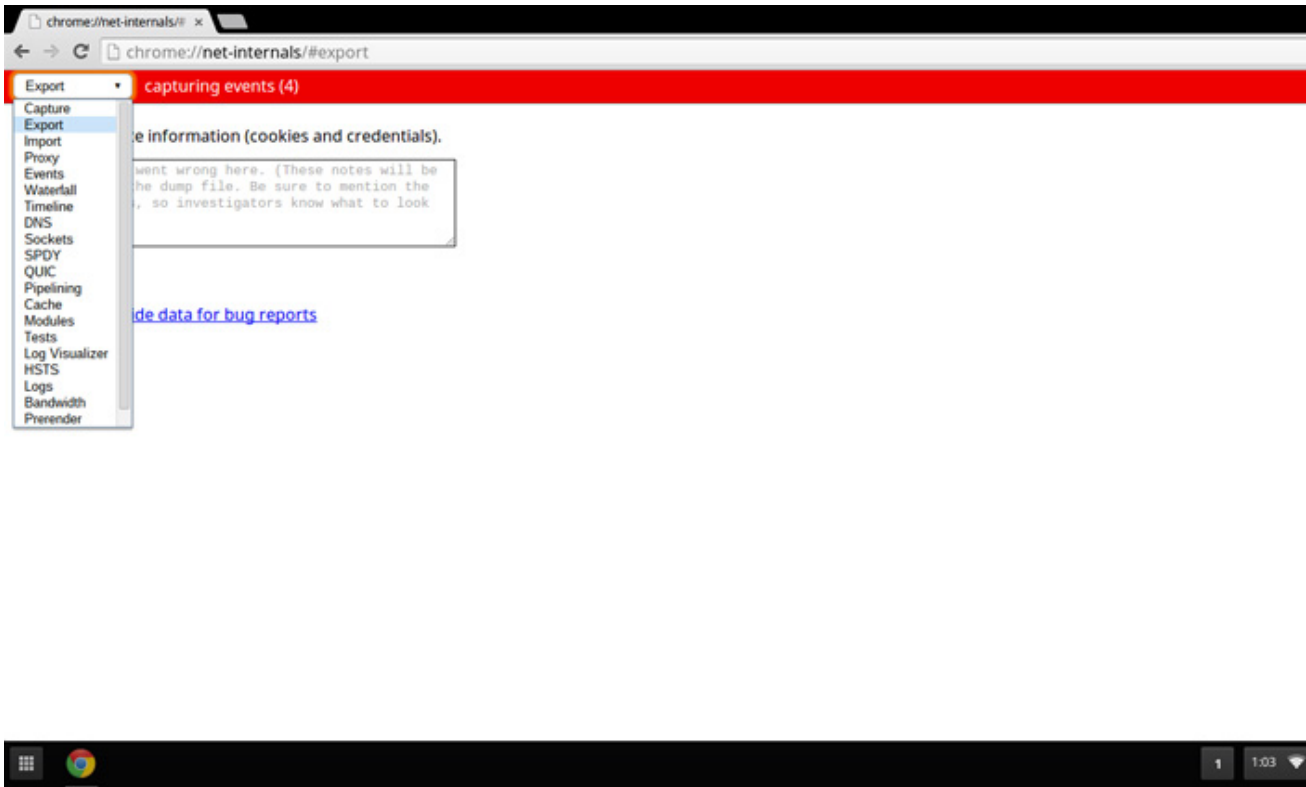 chrome://net-internals/#
chrome://net-internals/#export
Export
capturing events (4)
Capture
Export
Import
Proxy
Events
Waterfall
Timeline
DNS
Sockets
SPDY
QUIC
Pipelining
Cache
Modules
Tests
Log Visualizer
HSTS
Logs
Bandwidth
Prerender
e information (cookies and credentials).
went wrong here. (These notes will be
he dump file. Be sure to mention the
, so investigators know what to look
ide data for bug reports
1
1:03